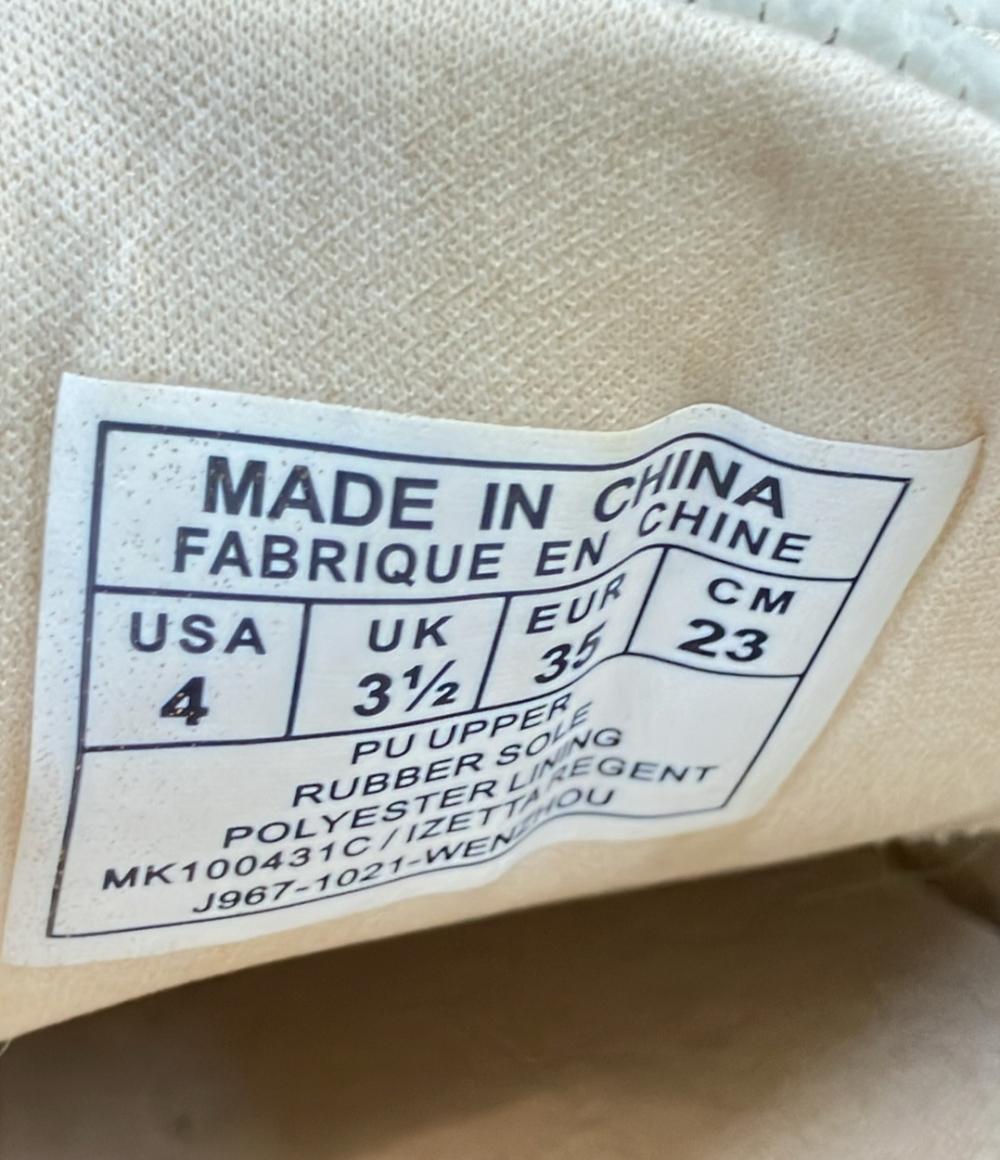 MADE IN CHINA
FABRIQUE EN CHINE
USA UK EUR CM
4 3½ 35 23
PU UPPER
RUBBER SOLE
POLYESTER LINING
MK100431C / IZETTA REGENT
J967-1021-WENZHOU